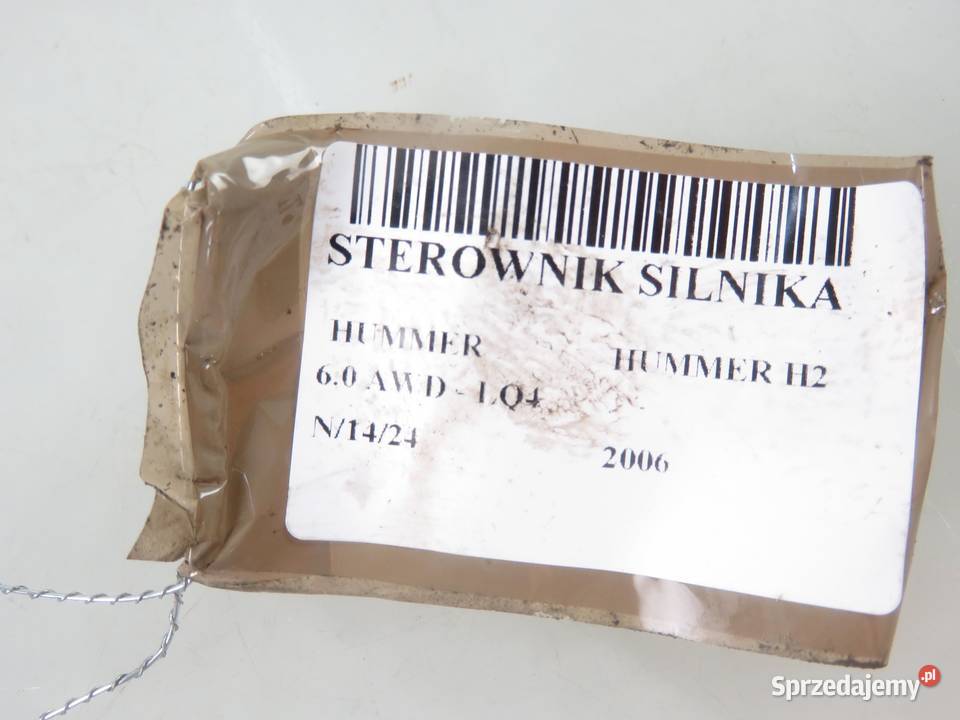 STEROWNIK SILNIKA
HUMMER HUMMER H2
6.0 AWD - LQ4
N/14/24 2006
Sprzedajemy.pl